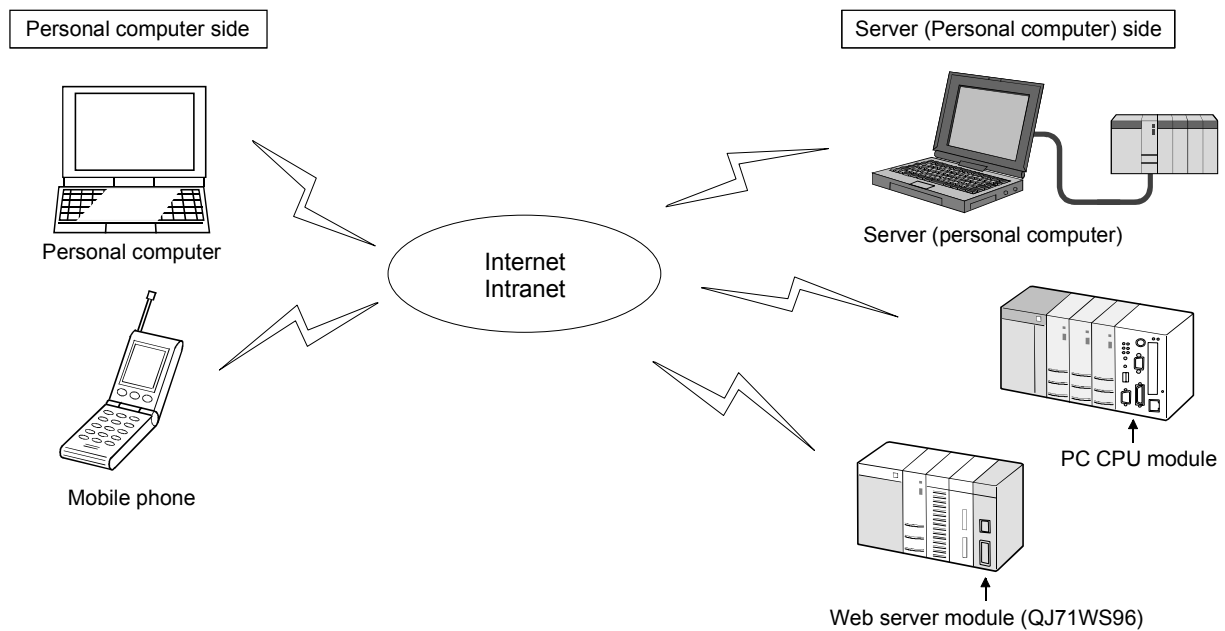 Personal computer side
Server (Personal computer) side
Personal computer
Server (personal computer)
Internet
Intranet
PC CPU module
Mobile phone
Web server module (QJ71WS96)